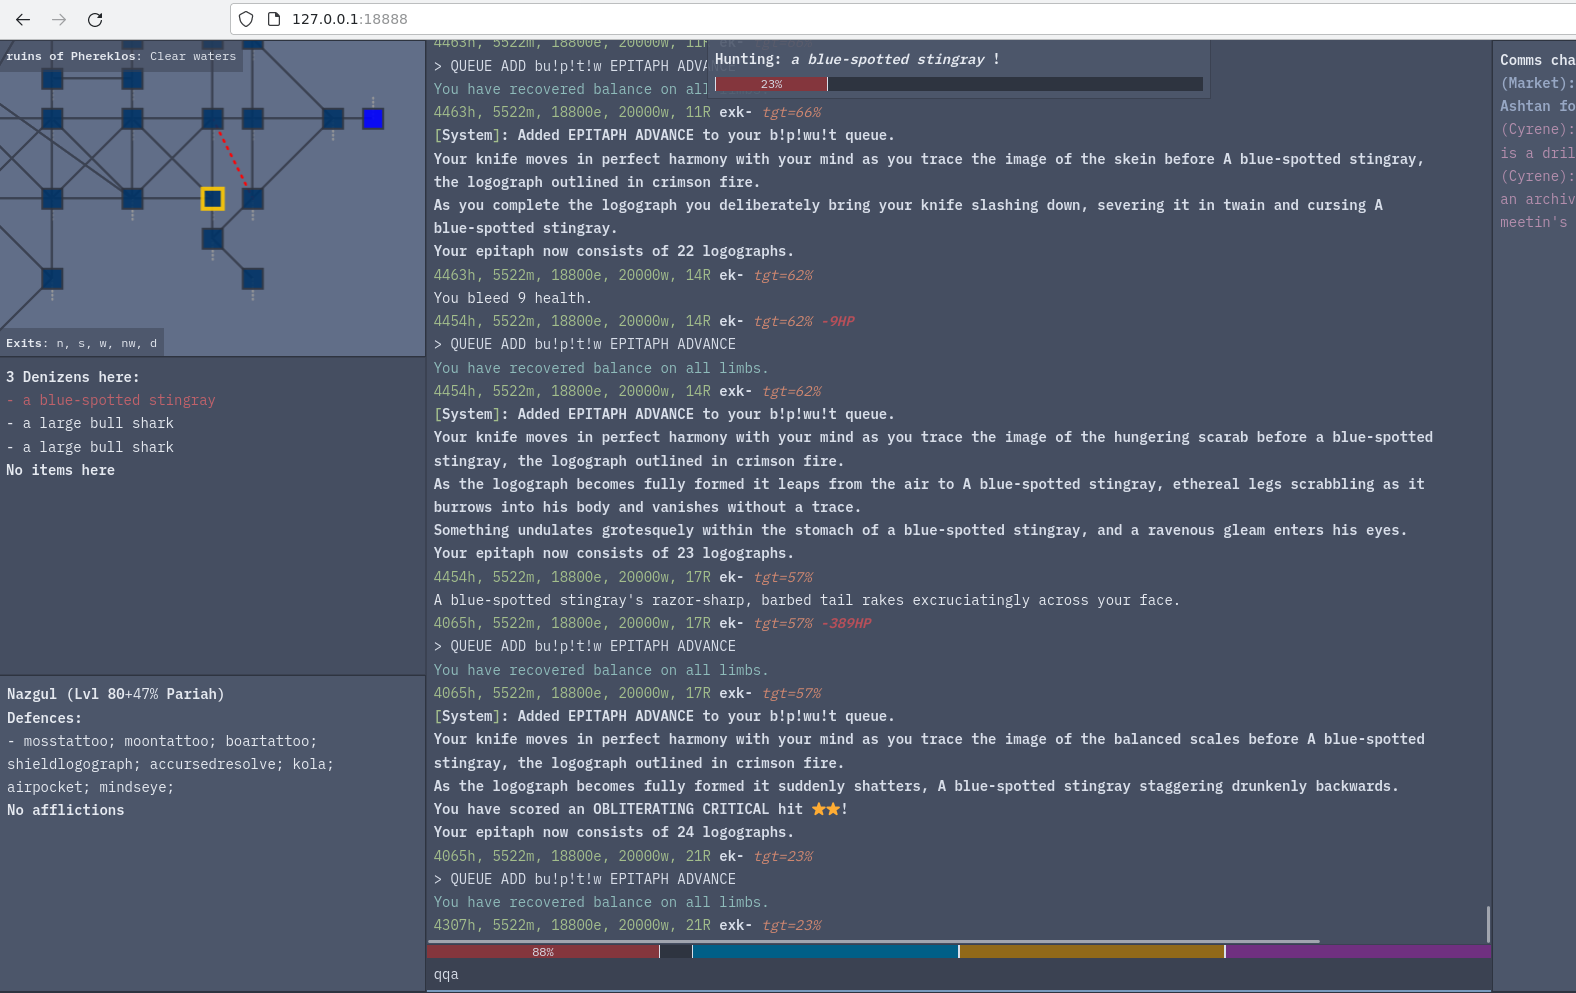 127.0.0.1:18888
ruins of Phereklos: Clear waters
Exits: n, s, w, nw, d
3 Denizens here:
- a blue-spotted stingray
- a large bull shark
- a large bull shark
No items here
Nazgul (Lvl 80+47% Pariah)
Defences:
- mosstattoo; moontattoo; boartattoo;
shieldlogograph; accursedresolve; kola;
airpocket; mindseye;
No afflictions
Hunting: a blue-spotted stingray !
23%
4463h, 5522m, 18800e, 20000w, 11R ek-
> QUEUE ADD bu!p!t!w EPITAPH ADVA
You have recovered balance on all limbs.
4463h, 5522m, 18800e, 20000w, 11R exk- tgt=66%
[System]: Added EPITAPH ADVANCE to your b!p!wu!t queue.
Your knife moves in perfect harmony with your mind as you trace the image of the skein before A blue-spotted stingray,
the logograph outlined in crimson fire.
As you complete the logograph you deliberately bring your knife slashing down, severing it in twain and cursing A
blue-spotted stingray.
Your epitaph now consists of 22 logographs.
4463h, 5522m, 18800e, 20000w, 14R ek- tgt=62%
You bleed 9 health.
4454h, 5522m, 18800e, 20000w, 14R ek- tgt=62% -9HP
> QUEUE ADD bu!p!t!w EPITAPH ADVANCE
You have recovered balance on all limbs.
4454h, 5522m, 18800e, 20000w, 14R exk- tgt=62%
[System]: Added EPITAPH ADVANCE to your b!p!wu!t queue.
Your knife moves in perfect harmony with your mind as you trace the image of the hungering scarab before a blue-spotted
stingray, the logograph outlined in crimson fire.
As the logograph becomes fully formed it leaps from the air to A blue-spotted stingray, ethereal legs scrabbling as it
burrows into his body and vanishes without a trace.
Something undulates grotesquely within the stomach of a blue-spotted stingray, and a ravenous gleam enters his eyes.
Your epitaph now consists of 23 logographs.
4454h, 5522m, 18800e, 20000w, 17R ek- tgt=57%
A blue-spotted stingray's razor-sharp, barbed tail rakes excruciatingly across your face.
4065h, 5522m, 18800e, 20000w, 17R ek- tgt=57% -389HP
> QUEUE ADD bu!p!t!w EPITAPH ADVANCE
You have recovered balance on all limbs.
4065h, 5522m, 18800e, 20000w, 17R exk- tgt=57%
[System]: Added EPITAPH ADVANCE to your b!p!wu!t queue.
Your knife moves in perfect harmony with your mind as you trace the image of the balanced scales before A blue-spotted
stingray, the logograph outlined in crimson fire.
As the logograph becomes fully formed it suddenly shatters, A blue-spotted stingray staggering drunkenly backwards.
You have scored an OBLITERATING CRITICAL hit ⭐⭐!
Your epitaph now consists of 24 logographs.
4065h, 5522m, 18800e, 20000w, 21R ek- tgt=23%
> QUEUE ADD bu!p!t!w EPITAPH ADVANCE
You have recovered balance on all limbs.
4307h, 5522m, 18800e, 20000w, 21R exk- tgt=23%
88%
qqa
Comms cha
(Market):
Ashtan fo
(Cyrene):
is a dril
(Cyrene):
an archiv
meetin's